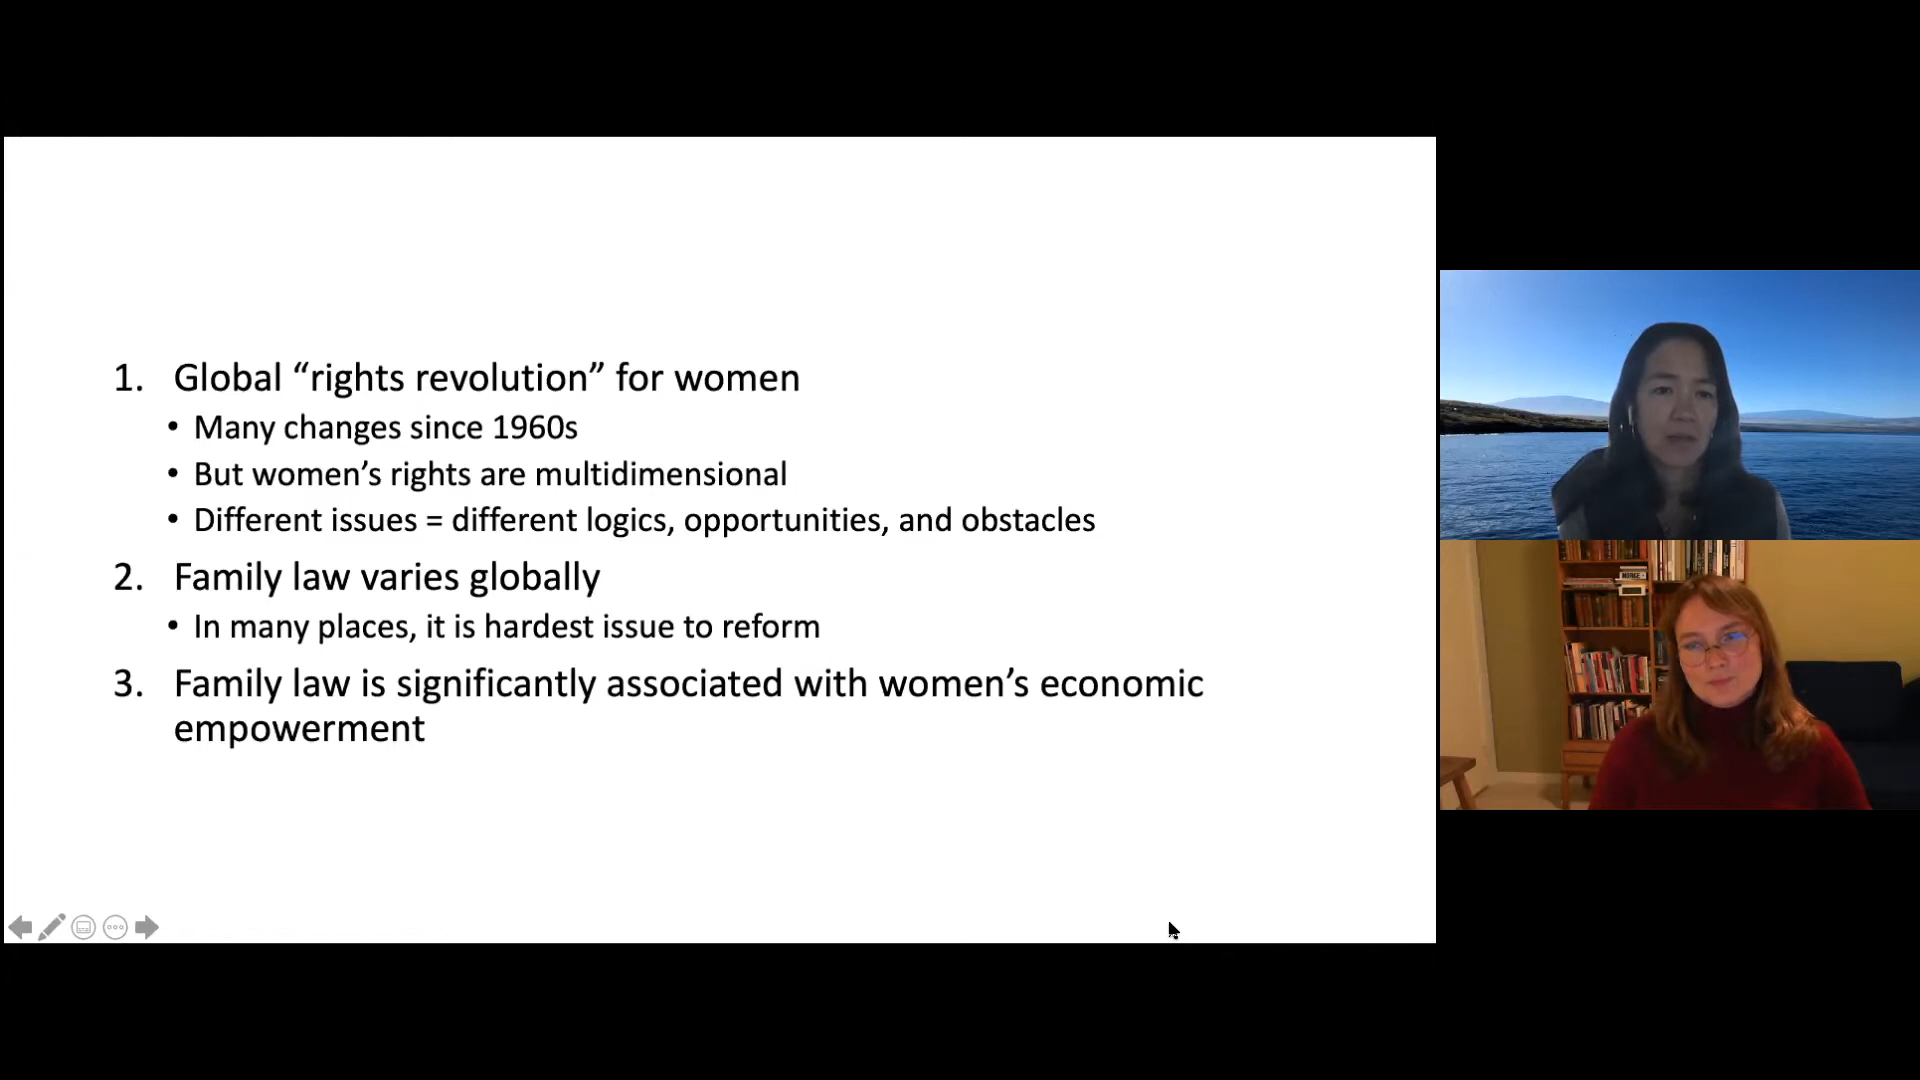 1. Global “rights revolution” for women
• Many changes since 1960s
• But women’s rights are multidimensional
• Different issues = different logics, opportunities, and obstacles
2. Family law varies globally
• In many places, it is hardest issue to reform
3. Family law is significantly associated with women’s economic
empowerment
NORGE